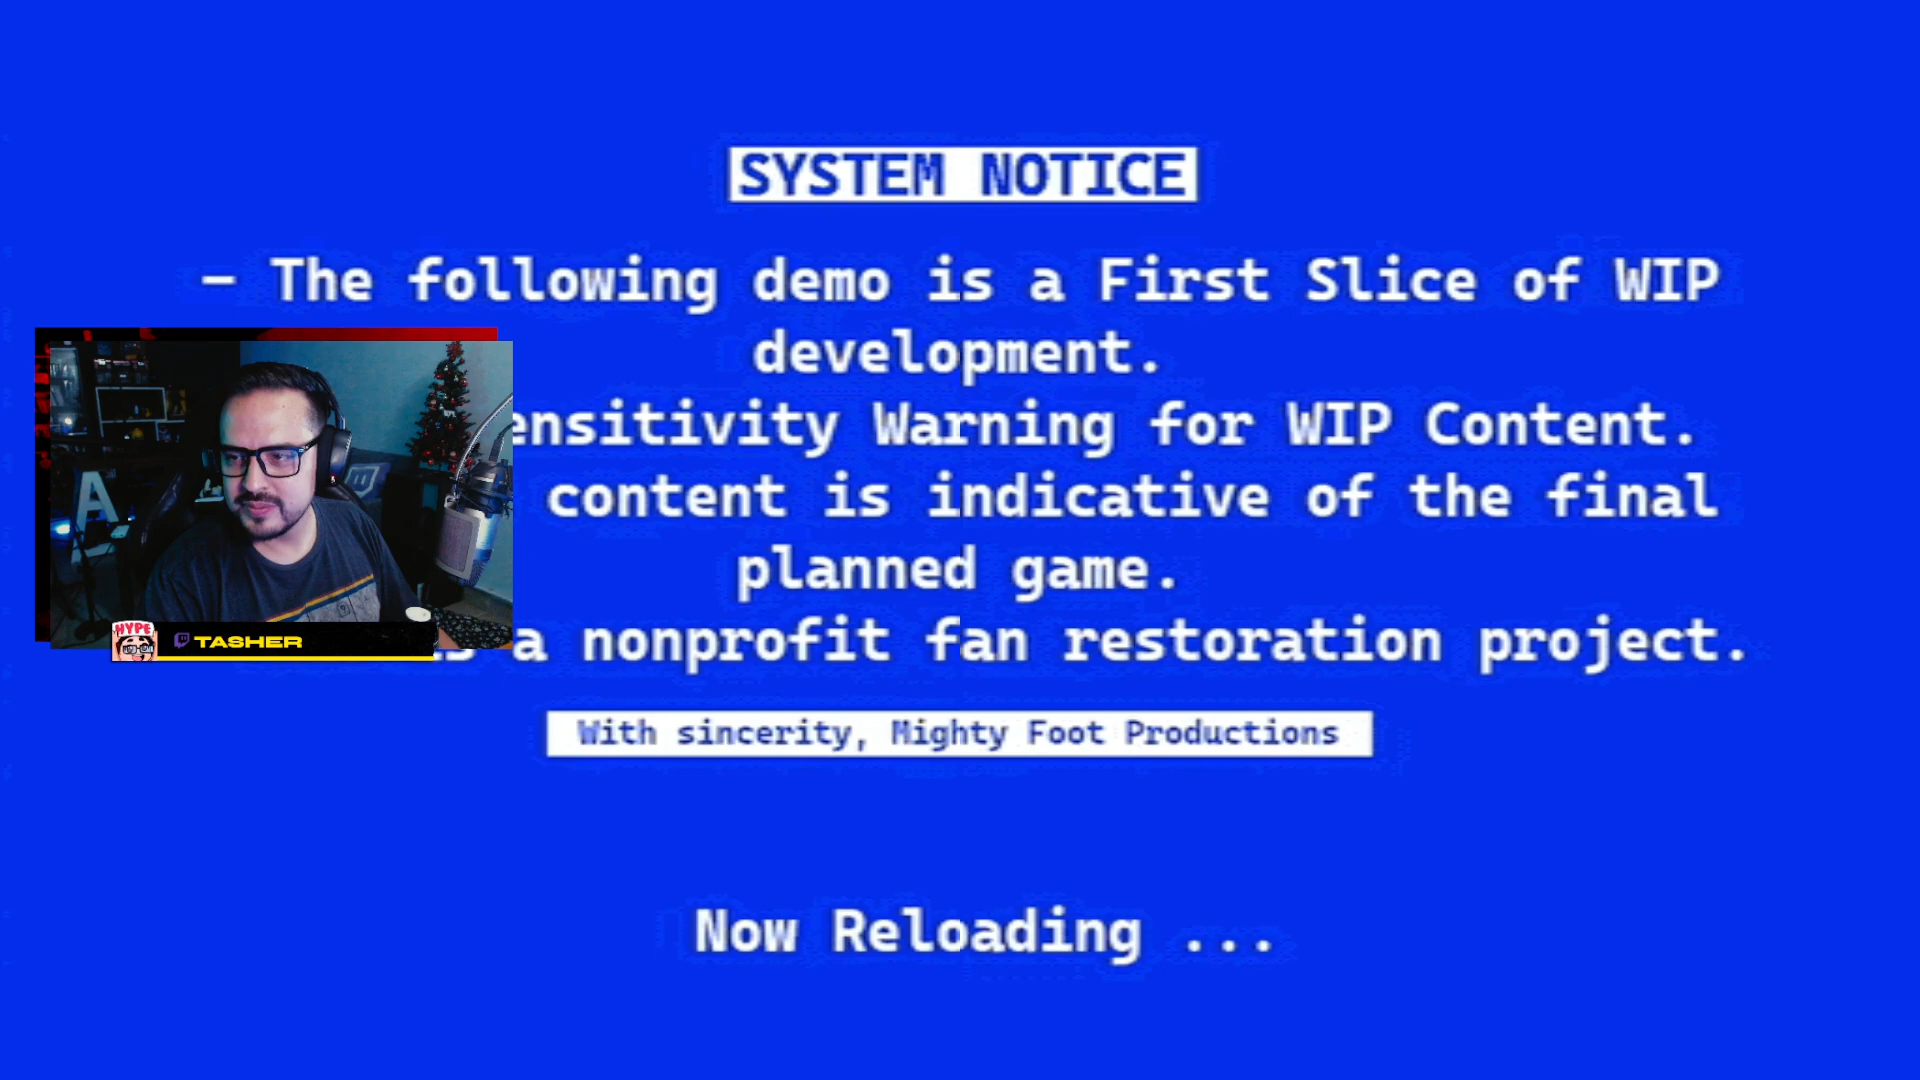 SYSTEM NOTICE
— The following demo is a First Slice of WIP
development.
ensitivity Warning for WIP Content.
content is indicative of the final
planned game.
a nonprofit fan restoration project.
With sincerity, Mighty Foot Productions
Now Reloading ...
A
HYPE
TASHER